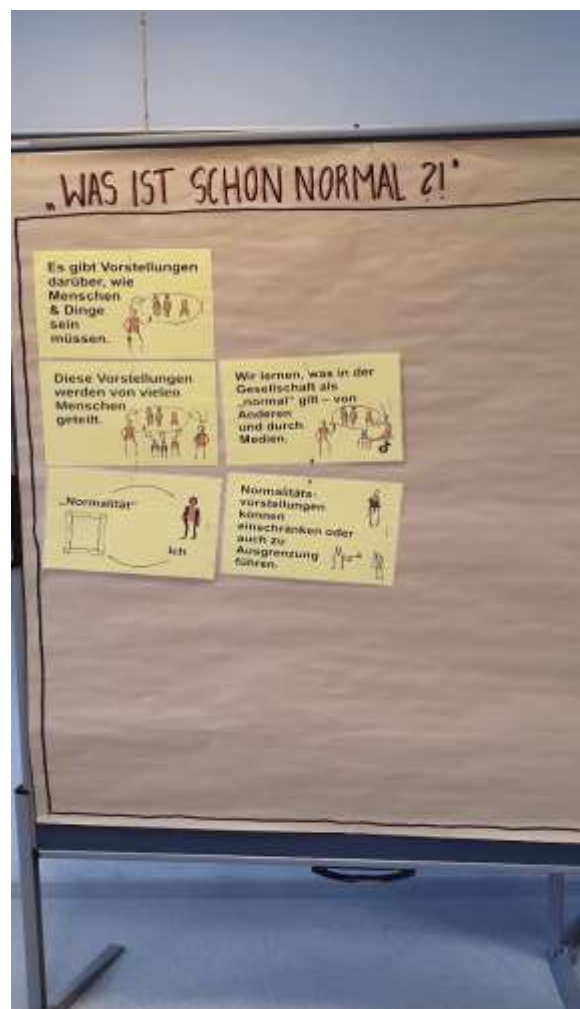 „WAS IST SCHON NORMAL ?!“
Es gibt Vorstellungen
darüber, wie
Menschen
& Dinge
sein
müssen.
Diese Vorstellungen
werden von vielen
Menschen
geteilt.
Wir lernen, was in der
Gesellschaft als
„normal“ gilt – von
Anderen
und durch
Medien.
„Normalität“
Ich
Normalitäts-
vorstellungen
können
einschränken oder
auch zu
Ausgrenzung
führen.